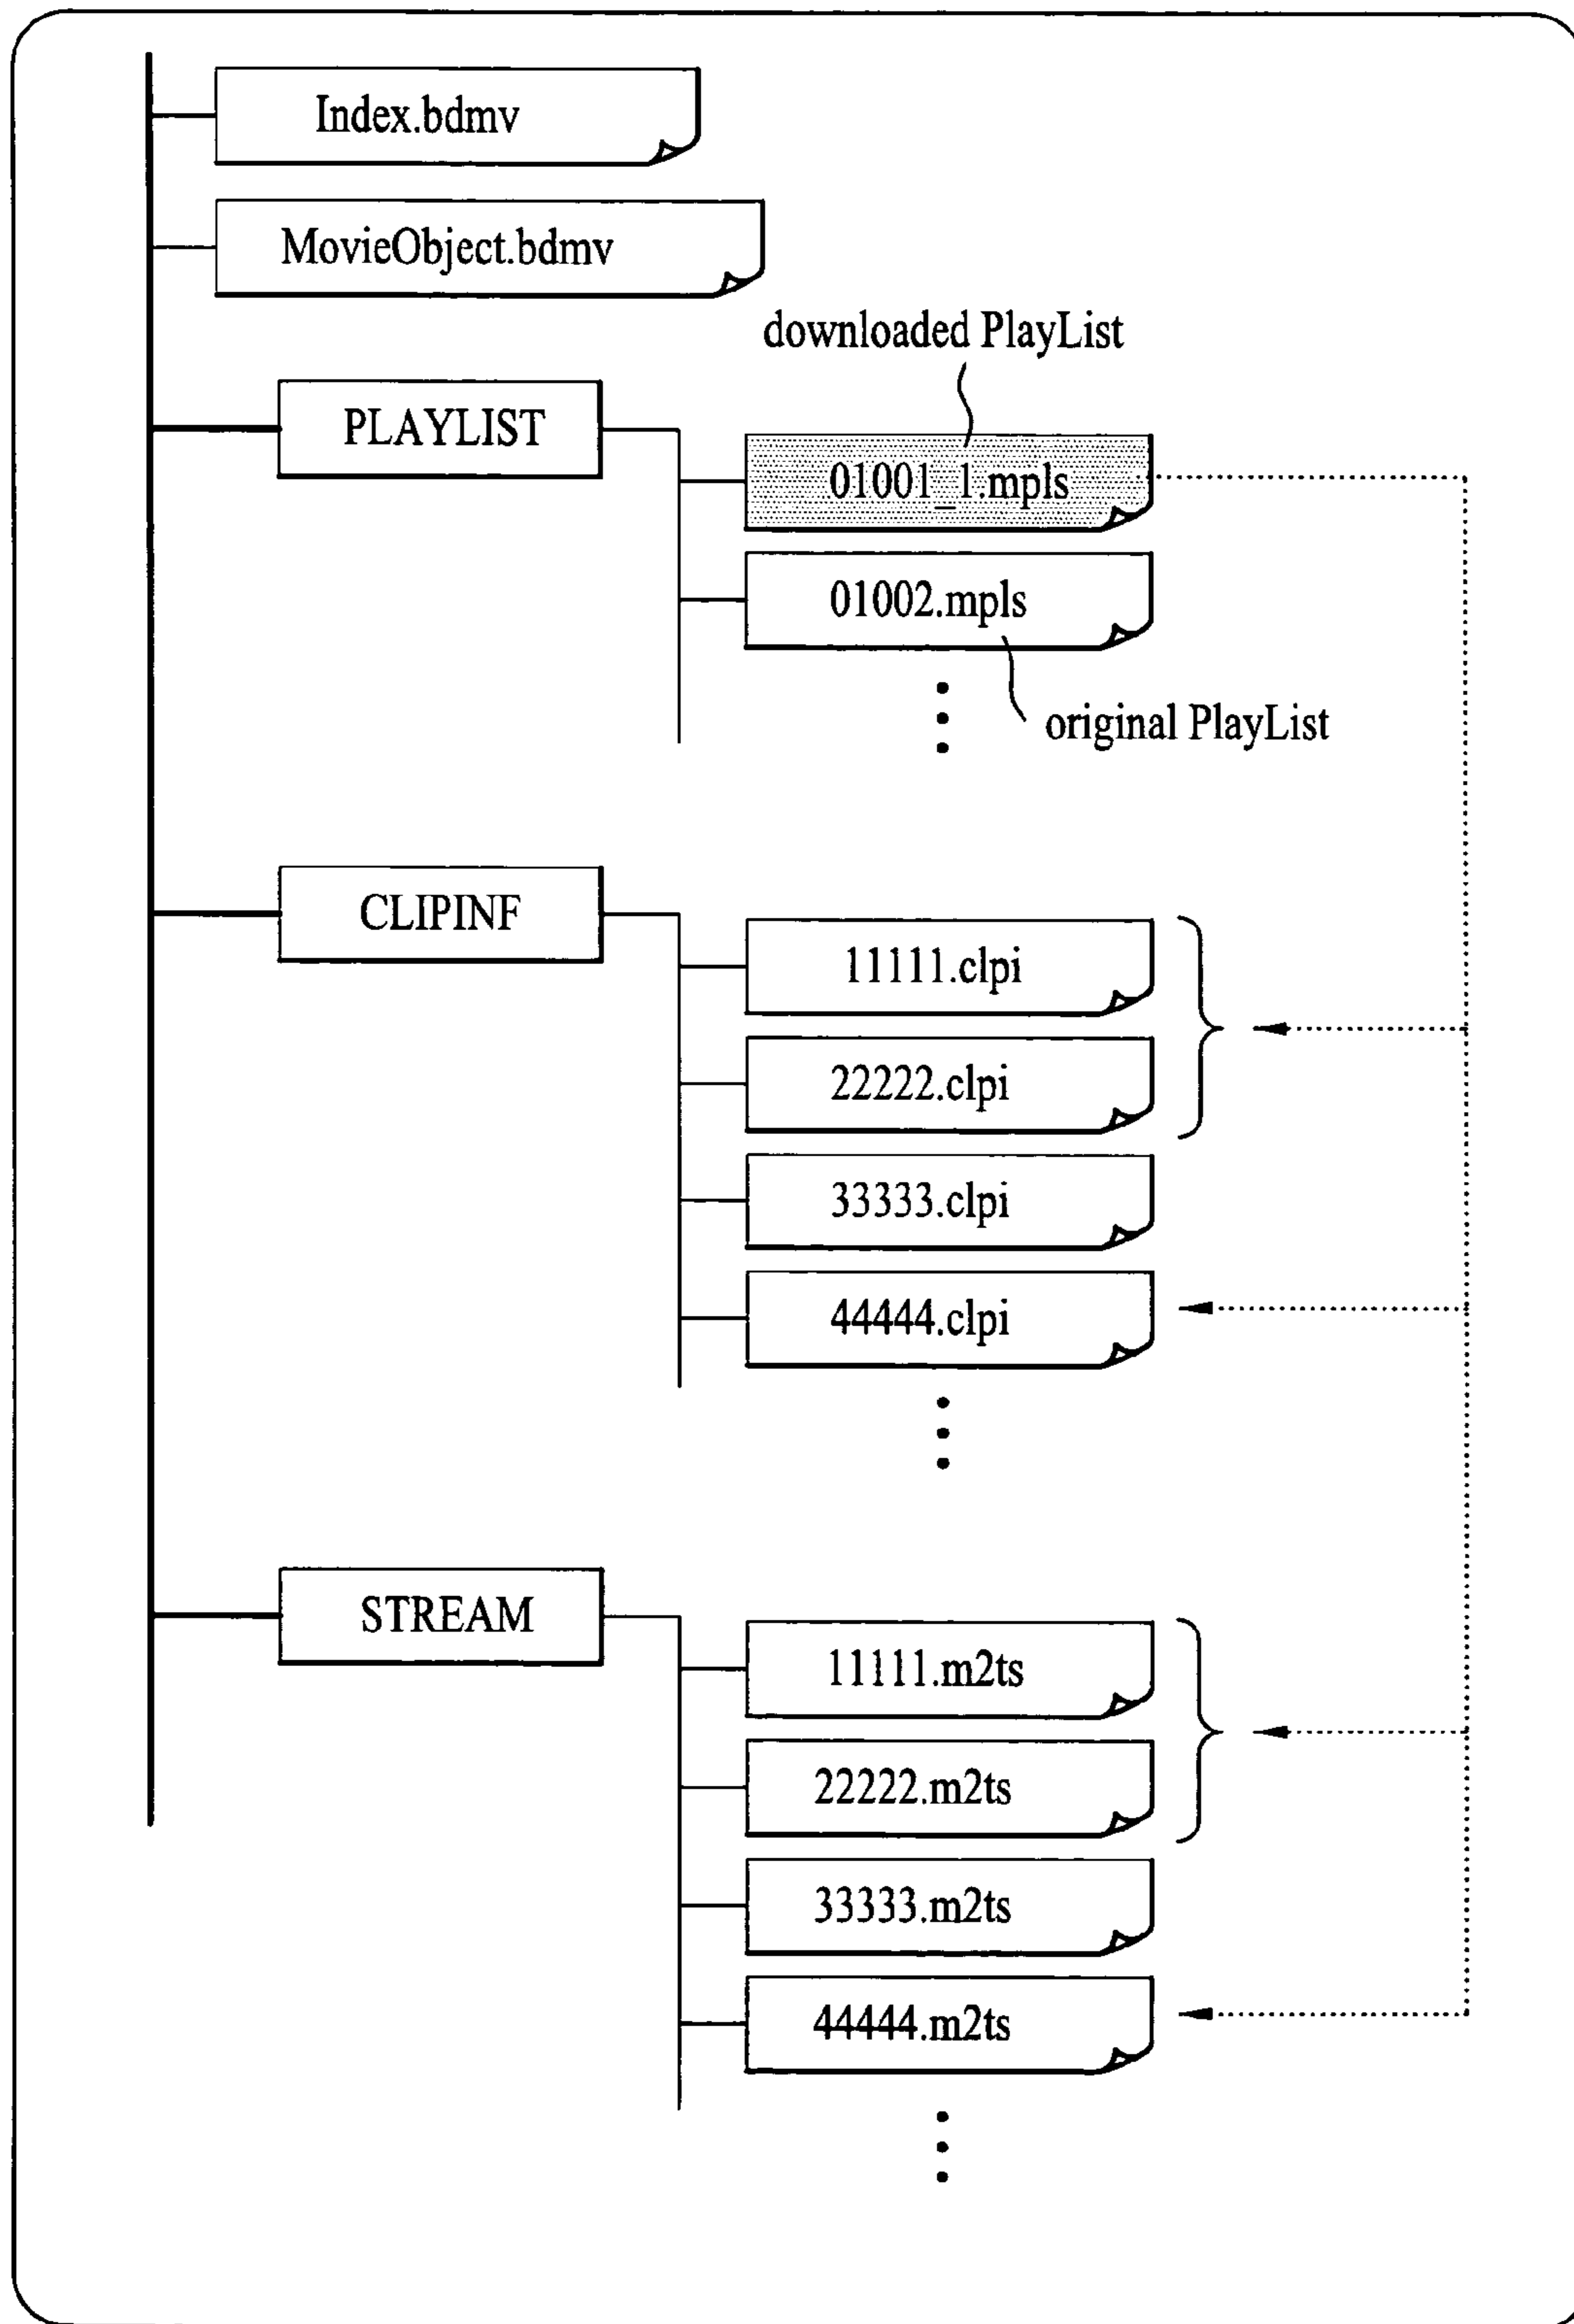 Index.bdmv
MovieObject.bdmv
downloaded PlayList
PLAYLIST
01001_1.mpls
01002.mpls
original PlayList
CLIPINF
11111.clpi
22222.clpi
33333.clpi
44444.clpi
STREAM
11111.m2ts
22222.m2ts
33333.m2ts
44444.m2ts